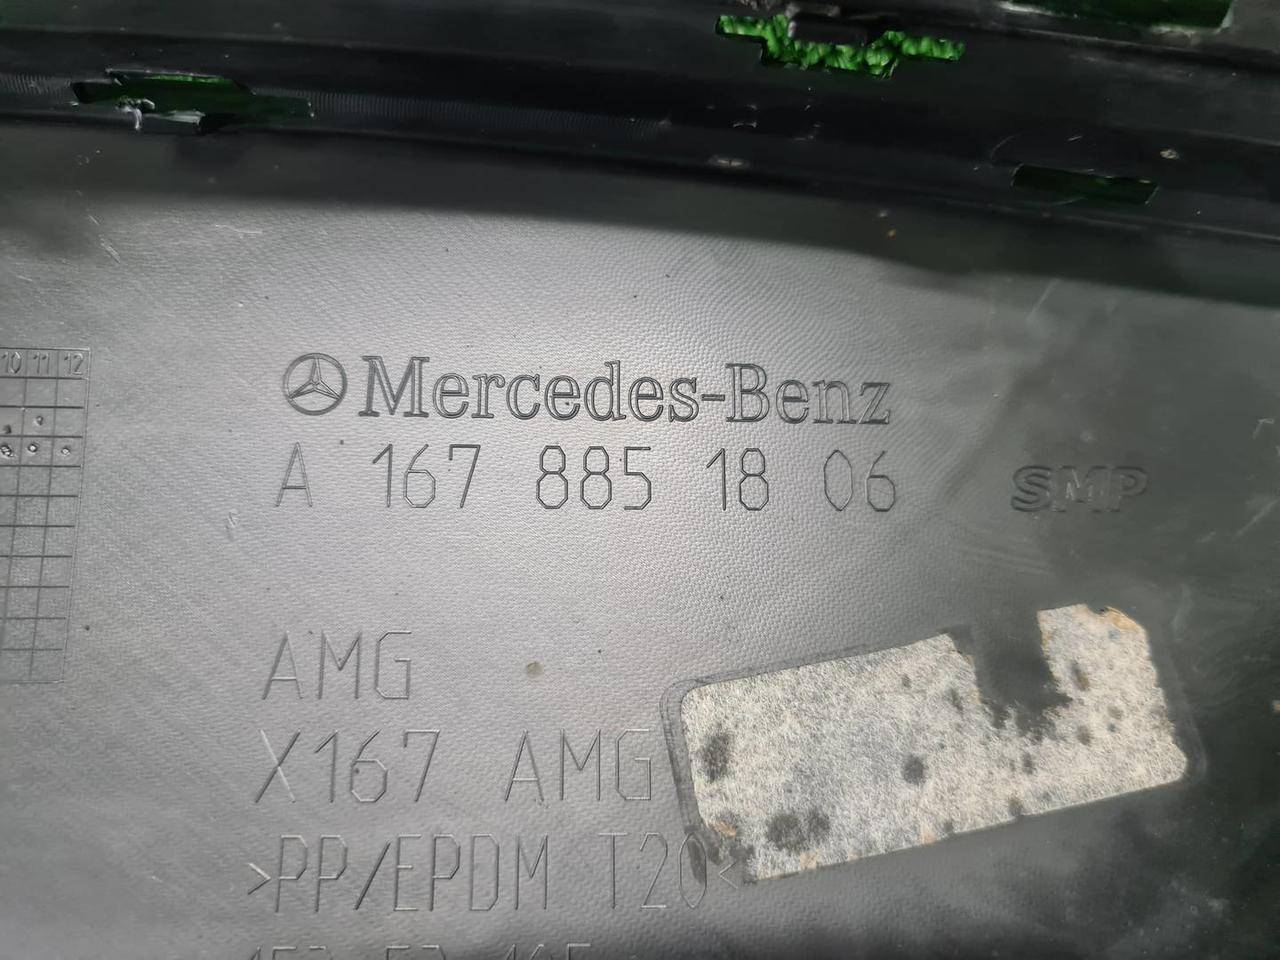 10 11 12
Mercedes-Benz
A 167 885 18 06
SMP
AMG
X167 AMG
>PP/EPDM T20<